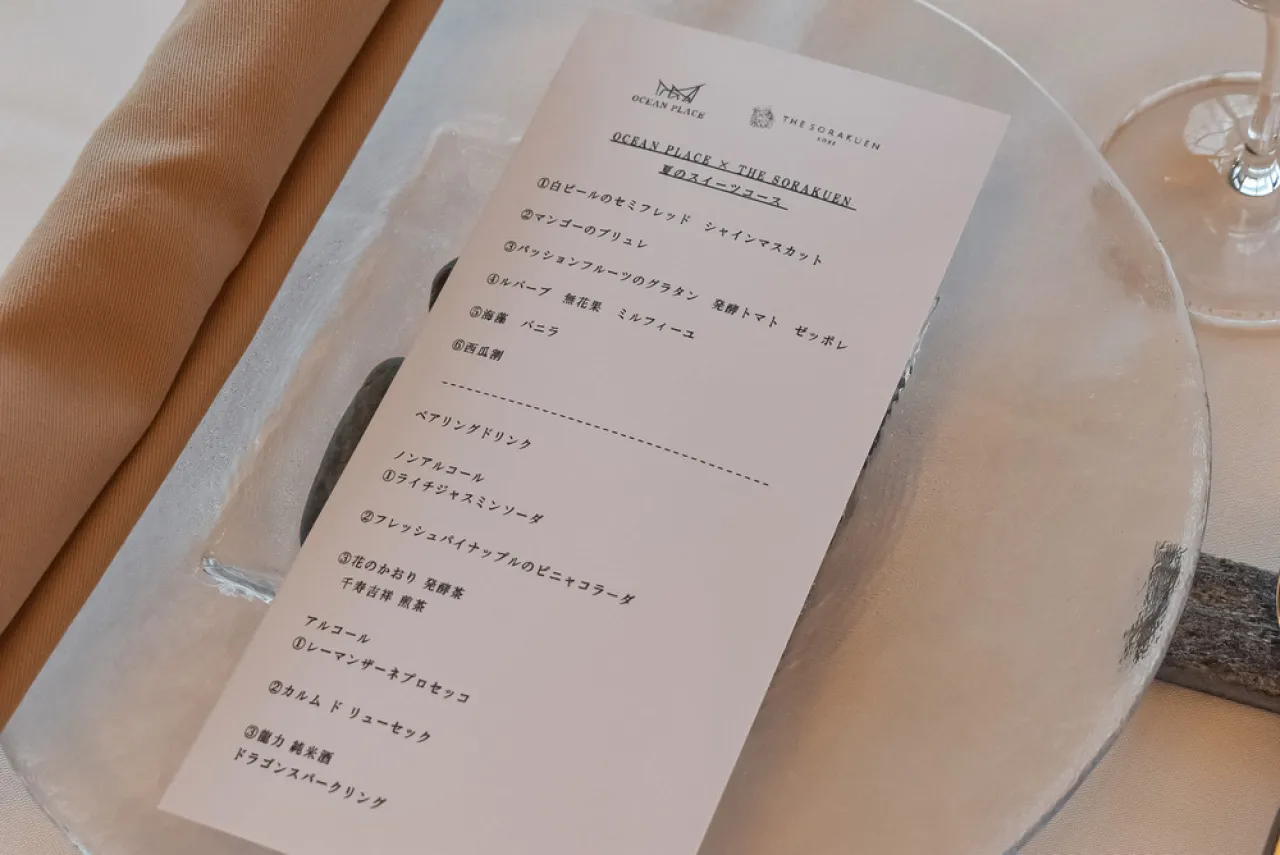 OCEAN PLACE
THE SORAKUEN
KOBE
OCEAN PLACE × THE SORAKUEN
夏のスイーツコース
①白ビールのセミフレッド　シャインマスカット
②マンゴーのブリュレ
③パッションフルーツのグラタン　発酵トマト　ゼッポレ
④ルバーブ　無花果　ミルフィーユ
⑤海藻　バニラ
⑥西瓜割
ペアリングドリンク
ノンアルコール
①ライチジャスミンソーダ
②フレッシュパイナップルのピニャコラーダ
③花のかおり 発酵茶
千寿吉祥 煎茶
アルコール
①レーマンザーネプロセッコ
②カルム ド リューセック
③龍力 純米酒
ドラゴンスパークリング